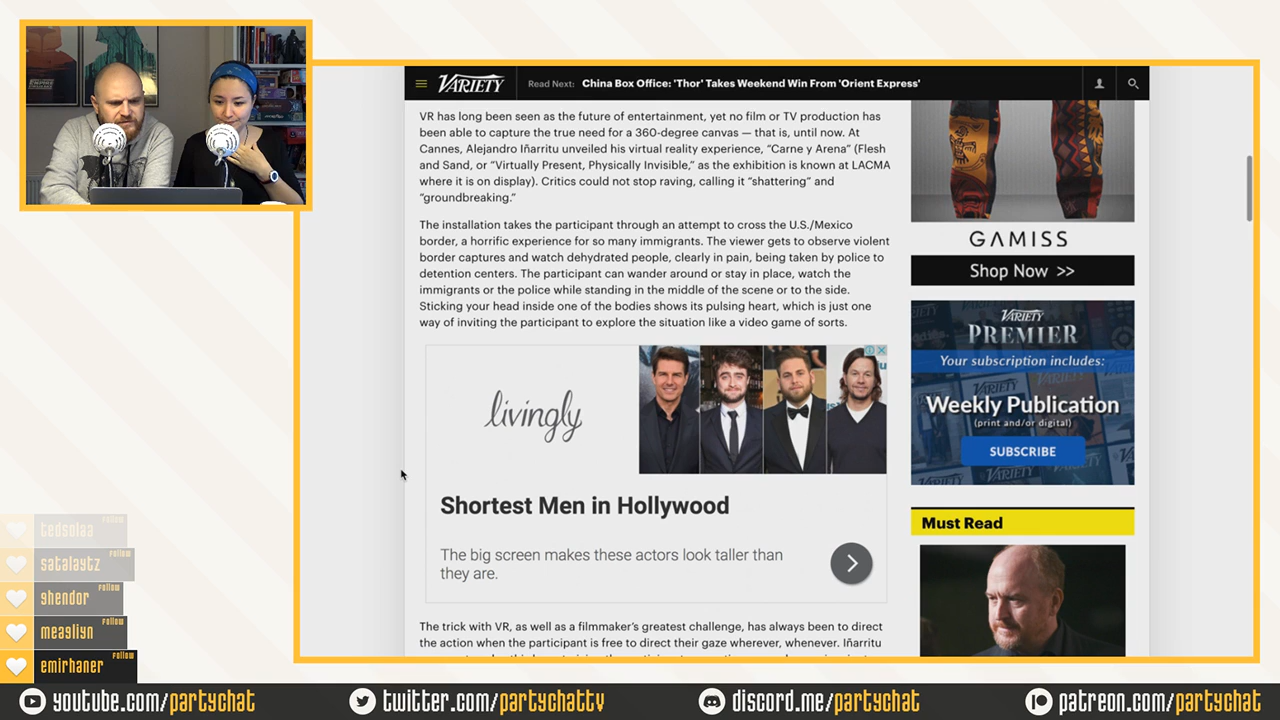 VARIETY
Read Next: China Box Office: 'Thor' Takes Weekend Win From 'Orient Express'
VR has long been seen as the future of entertainment, yet no film or TV production has
been able to capture the true need for a 360-degree canvas — that is, until now. At
Cannes, Alejandro Iñarritu unveiled his virtual reality experience, "Carne y Arena" (Flesh
and Sand, or "Virtually Present, Physically Invisible," as the exhibition is known at LACMA
where it is on display). Critics could not stop raving, calling it "shattering" and
"groundbreaking."
The installation takes the participant through an attempt to cross the U.S./Mexico
border, a horrific experience for so many immigrants. The viewer gets to observe violent
border captures and watch dehydrated people, clearly in pain, being taken by police to
detention centers. The participant can wander around or stay in place, watch the
immigrants or the police while standing in the middle of the scene or to the side.
Sticking your head inside one of the bodies shows its pulsing heart, which is just one
way of inviting the participant to explore the situation like a video game of sorts.
livingly
Shortest Men in Hollywood
The big screen makes these actors look taller than
they are.
The trick with VR, as well as a filmmaker's greatest challenge, has always been to direct
the action when the participant is free to direct their gaze wherever, whenever. Iñarritu
GAMISS
Shop Now >>
VARIETY
PREMIER
Your subscription includes:
Weekly Publication
(print and/or digital)
SUBSCRIBE
Must Read
tedsolaa Follow
satalaytz Follow
ghendor Follow
meagliyn Follow
emirhaner Follow
youtube.com/partychat
twitter.com/partychattv
discord.me/partychat
patreon.com/partychat